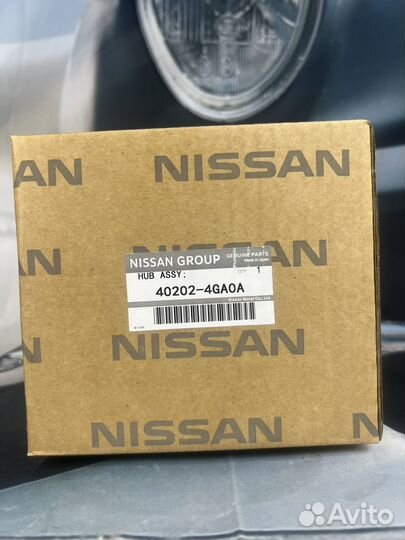 NISSAN
NISSAN
NISSAN GROUP GENUINE PARTS
Made in Japan
HUB ASSY; QTY 1
40202-4GA0A
Nissan Motor Co., Ltd.
NISSAN
NISSAN
Avito